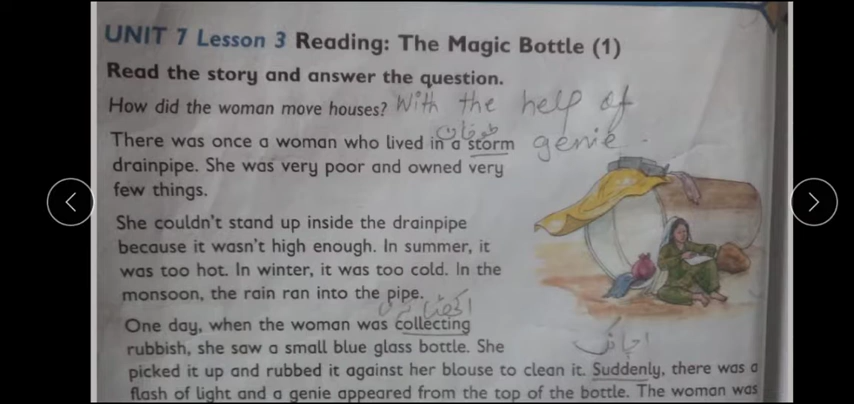 UNIT 7 Lesson 3 Reading: The Magic Bottle (1)
Read the story and answer the question.
How did the woman move houses? With the help of
genie.
طوفان
There was once a woman who lived in a storm
drainpipe. She was very poor and owned very
few things.
She couldn't stand up inside the drainpipe
because it wasn't high enough. In summer, it
was too hot. In winter, it was too cold. In the
monsoon, the rain ran into the pipe.
One day, when the woman was collecting
اچانک
rubbish, she saw a small blue glass bottle. She
picked it up and rubbed it against her blouse to clean it. Suddenly, there was a
flash of light and a genie appeared from the top of the bottle. The woman was